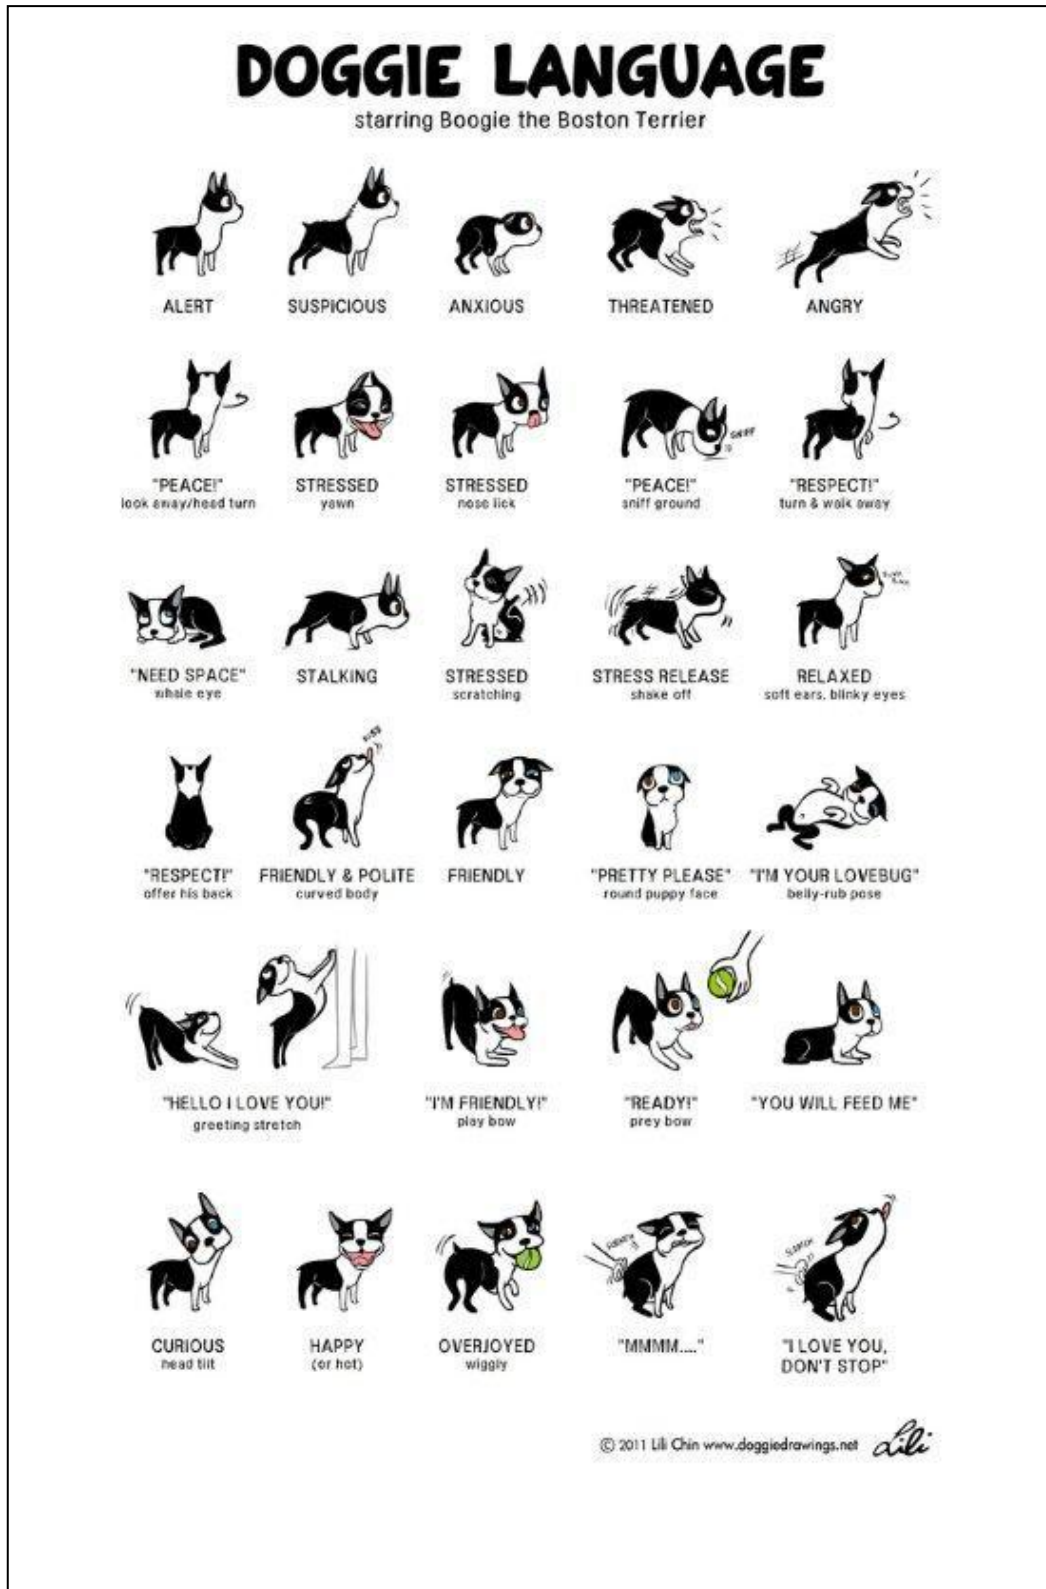 DOGGIE LANGUAGE
starring Boogie the Boston Terrier
ALERT
SUSPICIOUS
ANXIOUS
THREATENED
ANGRY
"PEACE!"
look away/head turn
STRESSED
yawn
STRESSED
nose lick
SNIFF
"PEACE!"
sniff ground
"RESPECT!"
turn & walk away
"NEED SPACE"
whale eye
STALKING
STRESSED
scratching
STRESS RELEASE
shake off
RELAXED
soft ears, blinky eyes
"RESPECT!"
offer his back
KISS
FRIENDLY & POLITE
curved body
FRIENDLY
"PRETTY PLEASE"
round puppy face
"I'M YOUR LOVEBUG"
belly-rub pose
"HELLO I LOVE YOU!"
greeting stretch
"I'M FRIENDLY!"
play bow
"READY!"
prey bow
"YOU WILL FEED ME"
CURIOUS
head tilt
HAPPY
(or hot)
OVERJOYED
wiggly
"MMMM...."
SCRATCH
"I LOVE YOU,
DON'T STOP"
© 2011 Lili Chin www.doggiedrawings.net
Lili